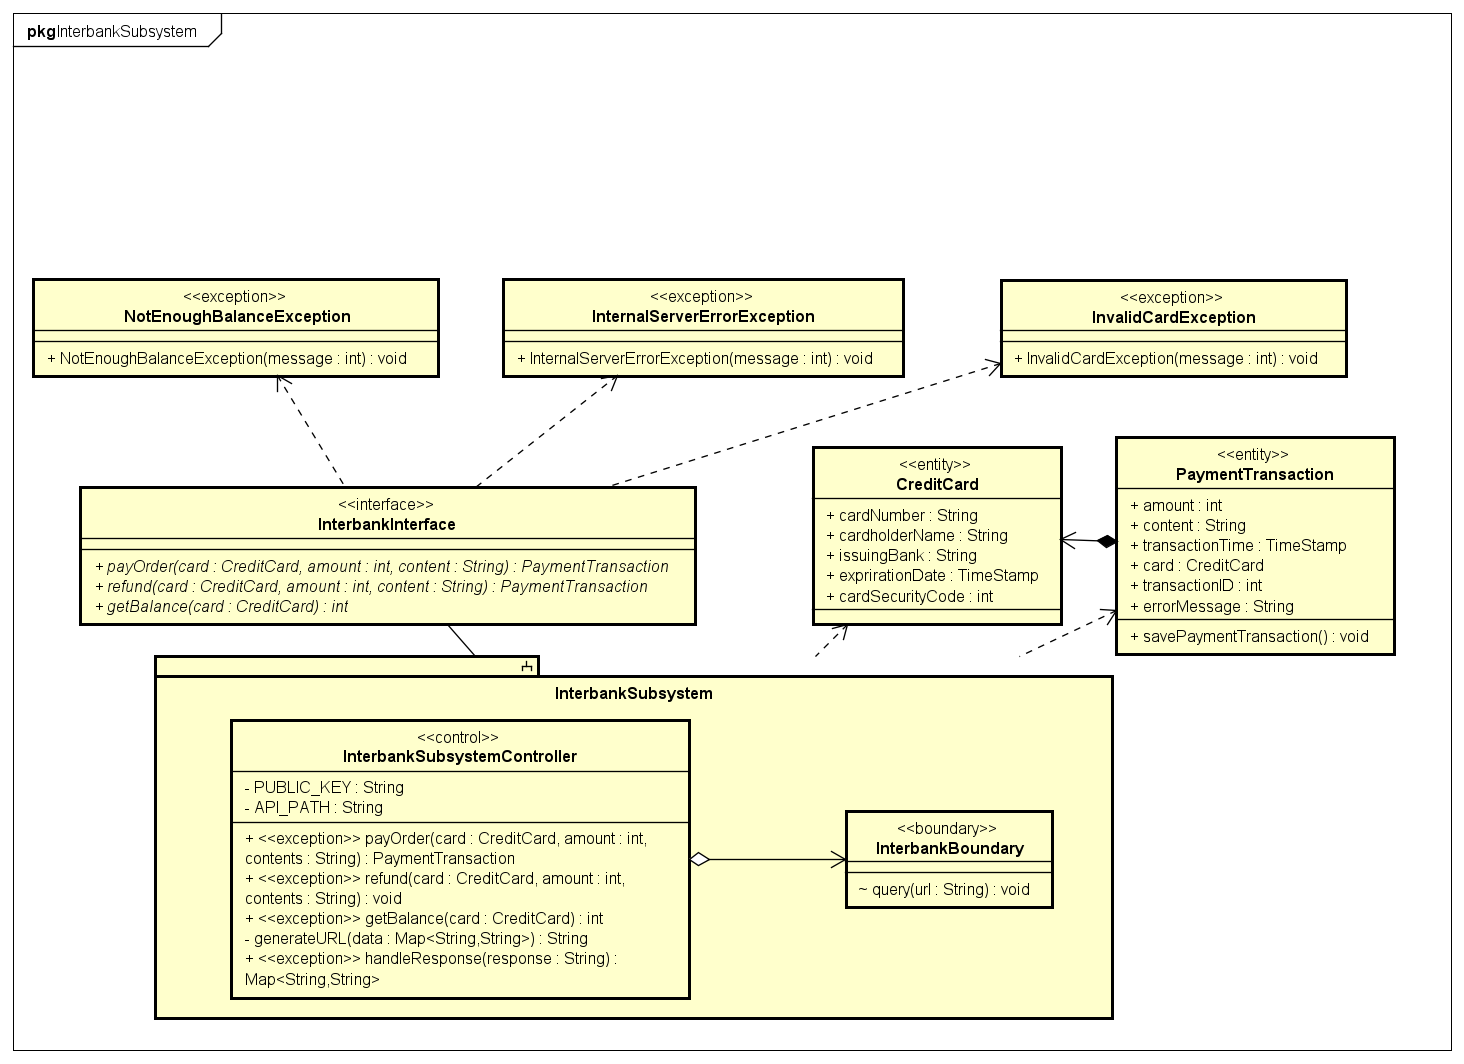 pkgInterbankSubsystem
<<exception>>
NotEnoughBalanceException
+ NotEnoughBalanceException(message : int) : void
<<exception>>
InternalServerErrorException
+ InternalServerErrorException(message : int) : void
<<exception>>
InvalidCardException
+ InvalidCardException(message : int) : void
<<interface>>
InterbankInterface
+ payOrder(card : CreditCard, amount : int, content : String) : PaymentTransaction
+ refund(card : CreditCard, amount : int, content : String) : PaymentTransaction
+ getBalance(card : CreditCard) : int
<<entity>>
CreditCard
+ cardNumber : String
+ cardholderName : String
+ issuingBank : String
+ exprirationDate : TimeStamp
+ cardSecurityCode : int
<<entity>>
PaymentTransaction
+ amount : int
+ content : String
+ transactionTime : TimeStamp
+ card : CreditCard
+ transactionID : int
+ errorMessage : String
+ savePaymentTransaction() : void
InterbankSubsystem
<<control>>
InterbankSubsystemController
- PUBLIC_KEY : String
- API_PATH : String
+ <<exception>> payOrder(card : CreditCard, amount : int,
contents : String) : PaymentTransaction
+ <<exception>> refund(card : CreditCard, amount : int,
contents : String) : void
+ <<exception>> getBalance(card : CreditCard) : int
- generateURL(data : Map<String,String>) : String
+ <<exception>> handleResponse(response : String) :
Map<String,String>
<<boundary>>
InterbankBoundary
~ query(url : String) : void